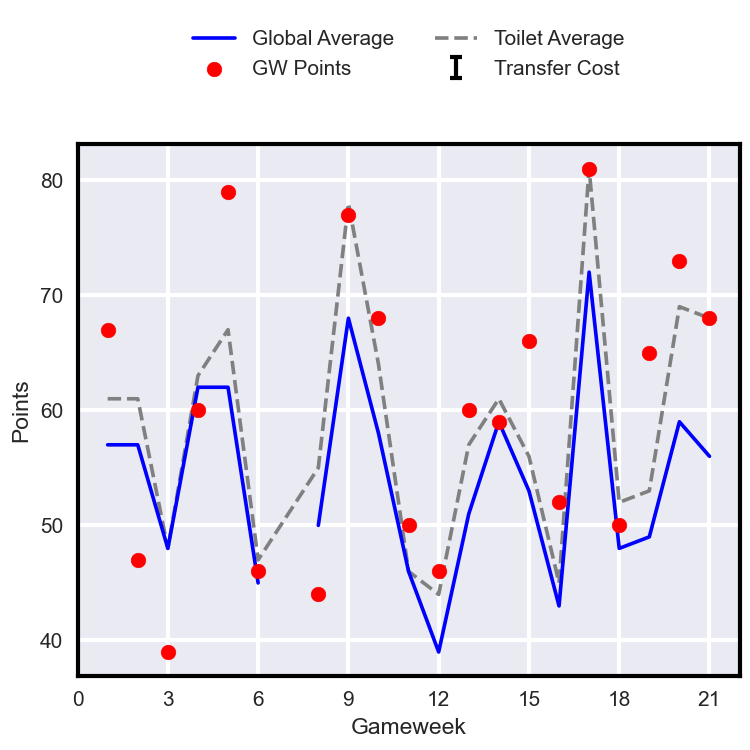 Global Average Toilet Average
GW Points Transfer Cost
80
70
60
50
40
Points
0 3 6 9 12 15 18 21
Gameweek